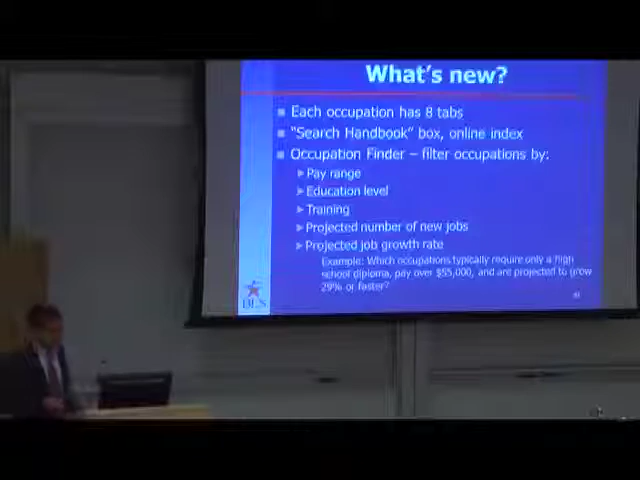 What's new?
Each occupation has 8 tabs
"Search Handbook" box, online index
Occupation Finder – filter occupations by:
Pay range
Education level
Training
Projected number of new jobs
Projected job growth rate
Example: Which occupations typically require only a high
school diploma, pay over $55,000, and are projected to grow
29% or faster?
BLS